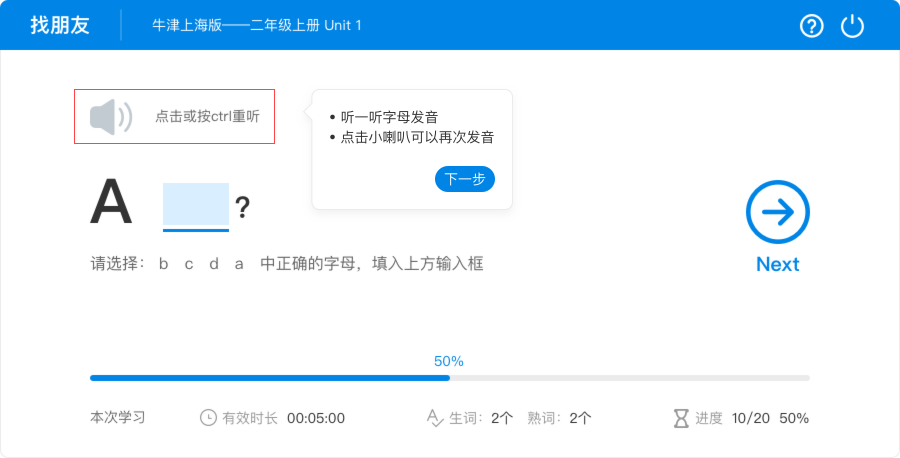 找朋友
牛津上海版——二年级上册 Unit 1
点击或按ctrl重听
• 听一听字母发音
• 点击小喇叭可以再次发音
下一步
A ?
请选择： b c d a 中正确的字母，填入上方输入框
Next
50%
本次学习 有效时长 00:05:00 生词：2个 熟词：2个 进度 10/20 50%